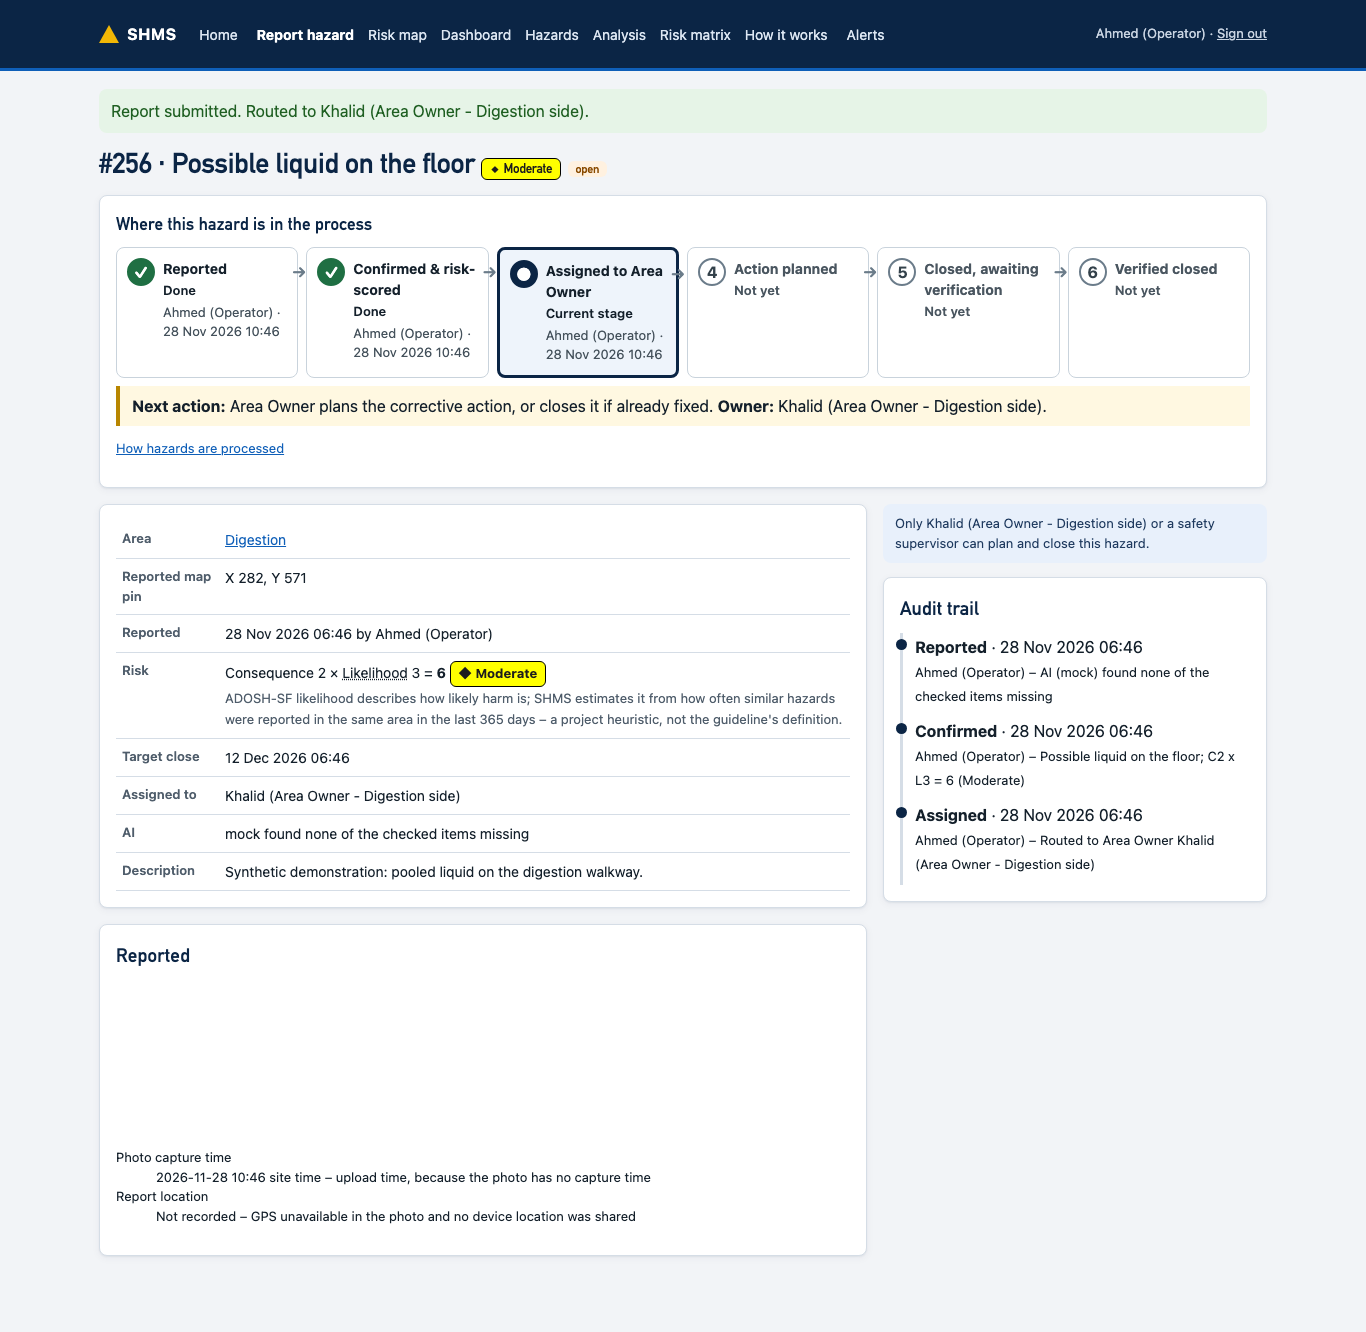 SHMS Home Report hazard Risk map Dashboard Hazards Analysis Risk matrix How it works Alerts Ahmed (Operator) · Sign out
Report submitted. Routed to Khalid (Area Owner - Digestion side).
#256 · Possible liquid on the floor ◆ Moderate open
Where this hazard is in the process
Reported
Done
Ahmed (Operator) ·
28 Nov 2026 10:46
→
Confirmed & risk-
scored
Done
Ahmed (Operator) ·
28 Nov 2026 10:46
→
Assigned to Area
Owner
Current stage
Ahmed (Operator) ·
28 Nov 2026 10:46
→
4 Action planned
Not yet
→
5 Closed, awaiting
verification
Not yet
→
6 Verified closed
Not yet
Next action: Area Owner plans the corrective action, or closes it if already fixed. Owner: Khalid (Area Owner - Digestion side).
How hazards are processed
Area Digestion
Reported map
pin
X 282, Y 571
Reported 28 Nov 2026 06:46 by Ahmed (Operator)
Risk Consequence 2 × Likelihood 3 = 6 ◆ Moderate
ADOSH-SF likelihood describes how likely harm is; SHMS estimates it from how often similar hazards
were reported in the same area in the last 365 days – a project heuristic, not the guideline's definition.
Target close 12 Dec 2026 06:46
Assigned to Khalid (Area Owner - Digestion side)
AI mock found none of the checked items missing
Description Synthetic demonstration: pooled liquid on the digestion walkway.
Only Khalid (Area Owner - Digestion side) or a safety
supervisor can plan and close this hazard.
Audit trail
Reported · 28 Nov 2026 06:46
Ahmed (Operator) – AI (mock) found none of the
checked items missing
Confirmed · 28 Nov 2026 06:46
Ahmed (Operator) – Possible liquid on the floor; C2 x
L3 = 6 (Moderate)
Assigned · 28 Nov 2026 06:46
Ahmed (Operator) – Routed to Area Owner Khalid
(Area Owner - Digestion side)
Reported
Photo capture time
2026-11-28 10:46 site time – upload time, because the photo has no capture time
Report location
Not recorded – GPS unavailable in the photo and no device location was shared